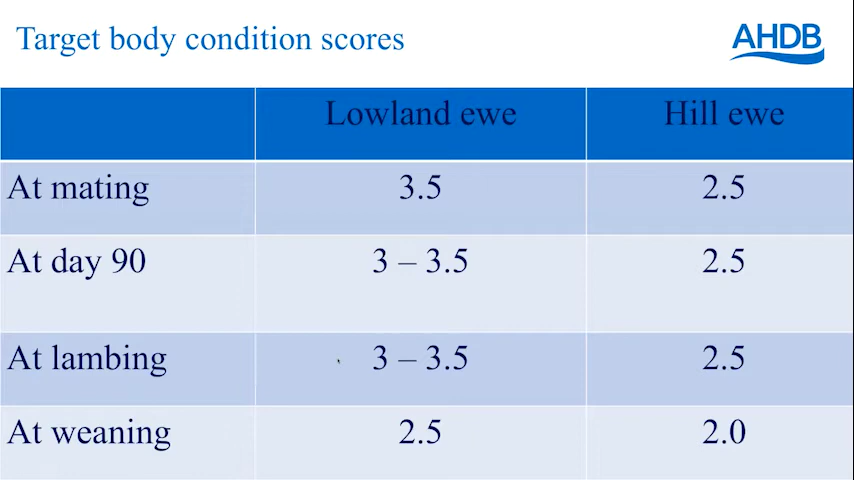 Target body condition scores
AHDB
Lowland ewe Hill ewe
At mating 3.5 2.5
At day 90 3 – 3.5 2.5
At lambing 3 – 3.5 2.5
At weaning 2.5 2.0